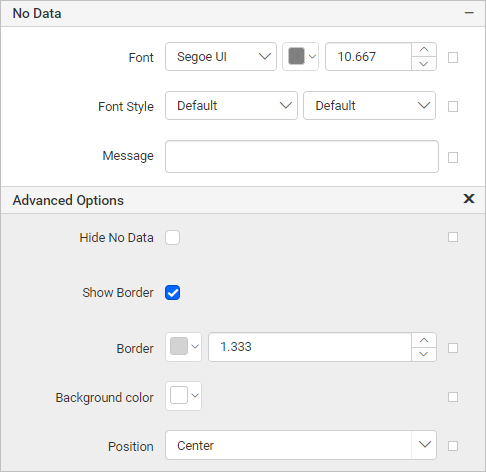 No Data
Font Segoe UI 10.667
Font Style Default Default
Message
Advanced Options
Hide No Data
Show Border
Border 1.333
Background color
Position Center